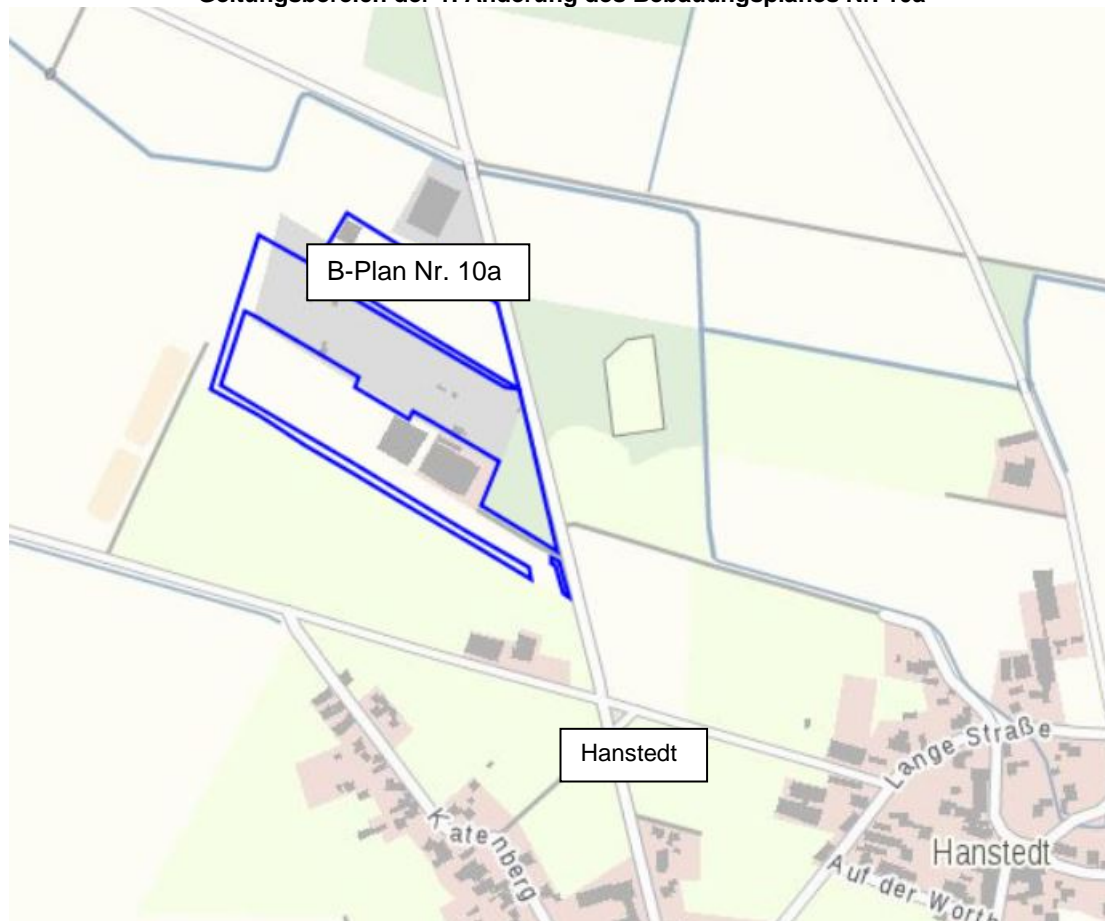 Geltungsbereich der 1. Änderung des Bebauungsplanes Nr. 10a
B-Plan Nr. 10a
Hanstedt
Lange Straße
Katenberg
Hanstedt
Auf der Worth